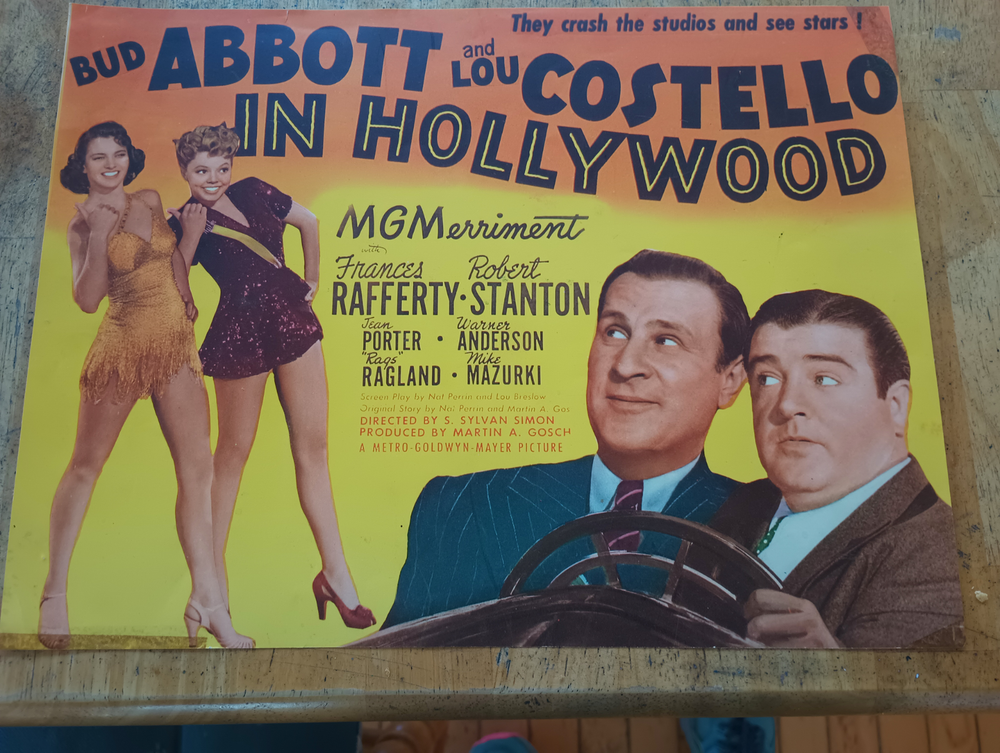 They crash the studios and see stars !
BUD ABBOTT and LOU COSTELLO
IN HOLLYWOOD
MGMerriment
with
Frances Robert
RAFFERTY · STANTON
Jean Warner
PORTER · ANDERSON
"Rags" Mike
RAGLAND · MAZURKI
Screen Play by Nat Perrin and Lou Breslow
Original Story by Nat Perrin and Martin A. Gos
DIRECTED BY S. SYLVAN SIMON
PRODUCED BY MARTIN A. GOSCH
A METRO-GOLDWYN-MAYER PICTURE